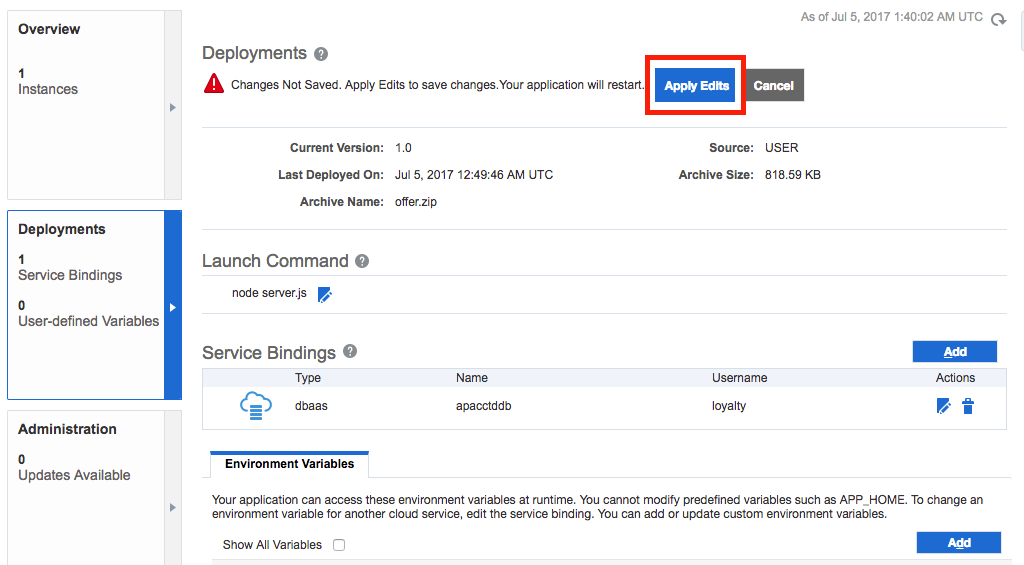 As of Jul 5, 2017 1:40:02 AM UTC
Overview
1
Instances
Deployments
1
Service Bindings
0
User-defined Variables
Administration
0
Updates Available
Deployments ?
Changes Not Saved. Apply Edits to save changes.Your application will restart. Apply Edits Cancel
Current Version: 1.0 Source: USER
Last Deployed On: Jul 5, 2017 12:49:46 AM UTC Archive Size: 818.59 KB
Archive Name: offer.zip
Launch Command ?
node server.js
Service Bindings ? Add
Type Name Username Actions
dbaas apacctddb loyalty
Environment Variables
Your application can access these environment variables at runtime. You cannot modify predefined variables such as APP_HOME. To change an
environment variable for another cloud service, edit the service binding. You can add or update custom environment variables.
Show All Variables Add